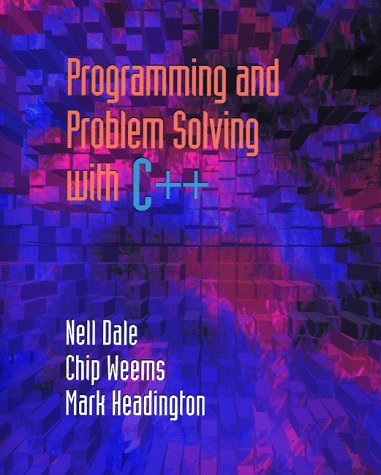 Programming and
Problem Solving
with C++
Nell Dale
Chip Weems
Mark Headington